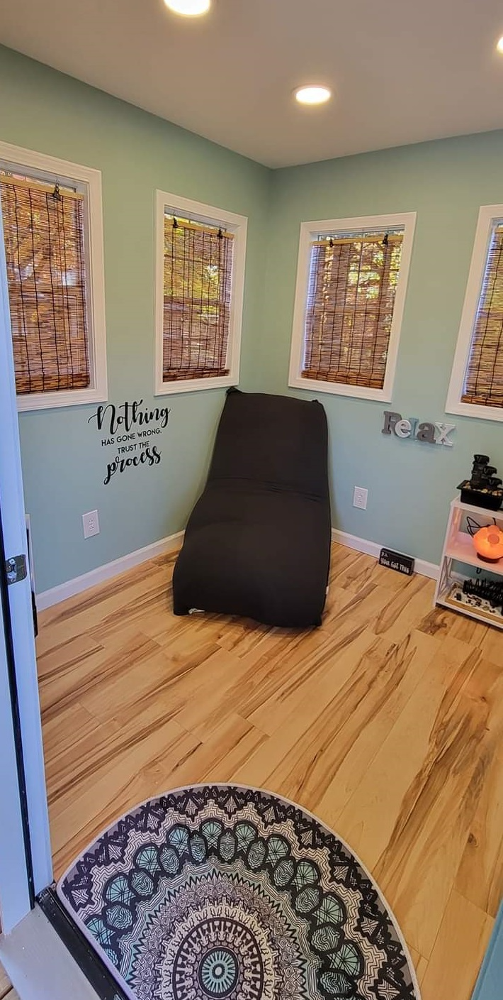 Nothing
HAS GONE WRONG.
TRUST THE
process
Relax
P.S.
YOU GOT THIS